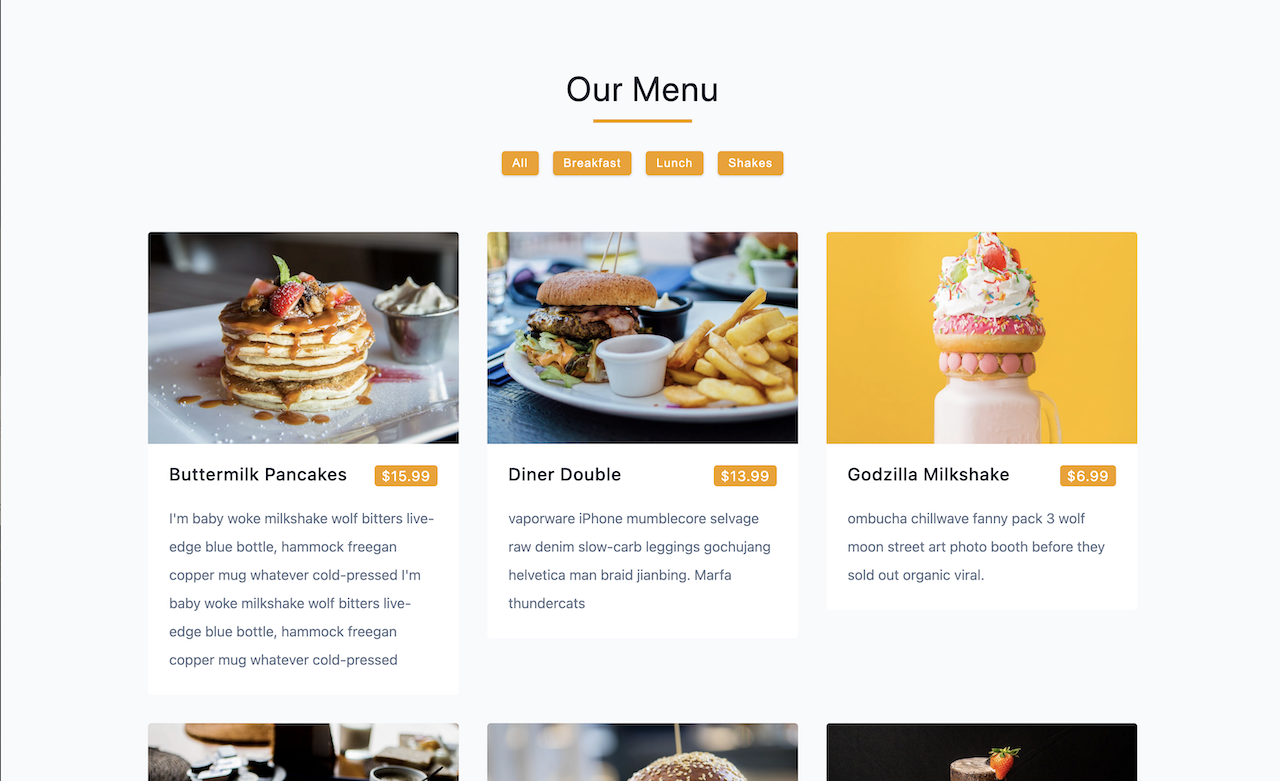 Our Menu
All
Breakfast
Lunch
Shakes
Buttermilk Pancakes
$15.99
I'm baby woke milkshake wolf bitters live-
edge blue bottle, hammock freegan
copper mug whatever cold-pressed I'm
baby woke milkshake wolf bitters live-
edge blue bottle, hammock freegan
copper mug whatever cold-pressed
Diner Double
$13.99
vaporware iPhone mumblecore selvage
raw denim slow-carb leggings gochujang
helvetica man braid jianbing. Marfa
thundercats
Godzilla Milkshake
$6.99
ombucha chillwave fanny pack 3 wolf
moon street art photo booth before they
sold out organic viral.